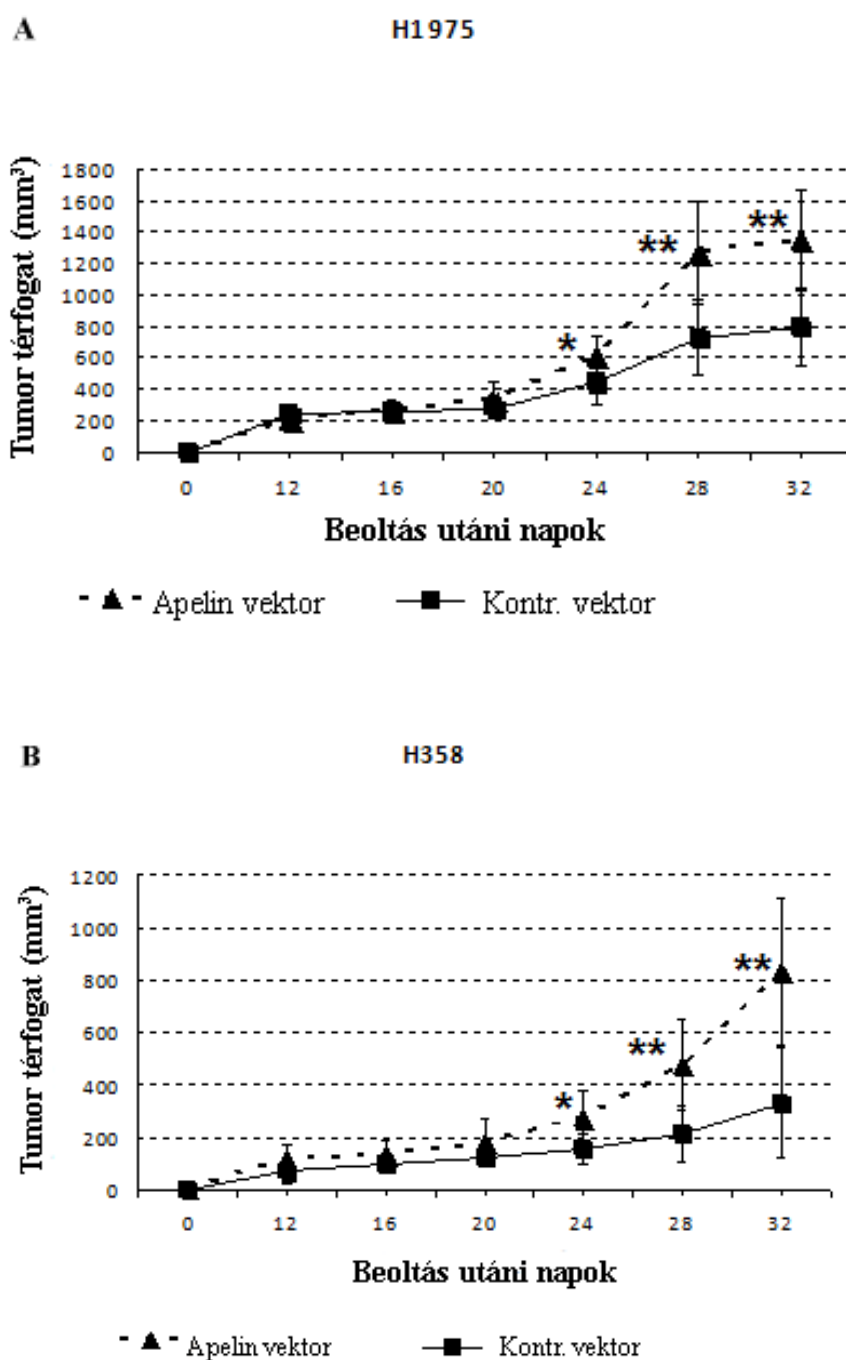 A
H1975
Tumor térfogat (mm³)
1800
1600
1400
1200
1000
800
600
400
200
0
**
**
*
0 12 16 20 24 28 32
Beoltás utáni napok
Apelin vektor Kontr. vektor
B
H358
Tumor térfogat (mm³)
1200
1000
800
600
400
200
0
**
**
*
0 12 16 20 24 28 32
Beoltás utáni napok
Apelin vektor Kontr. vektor